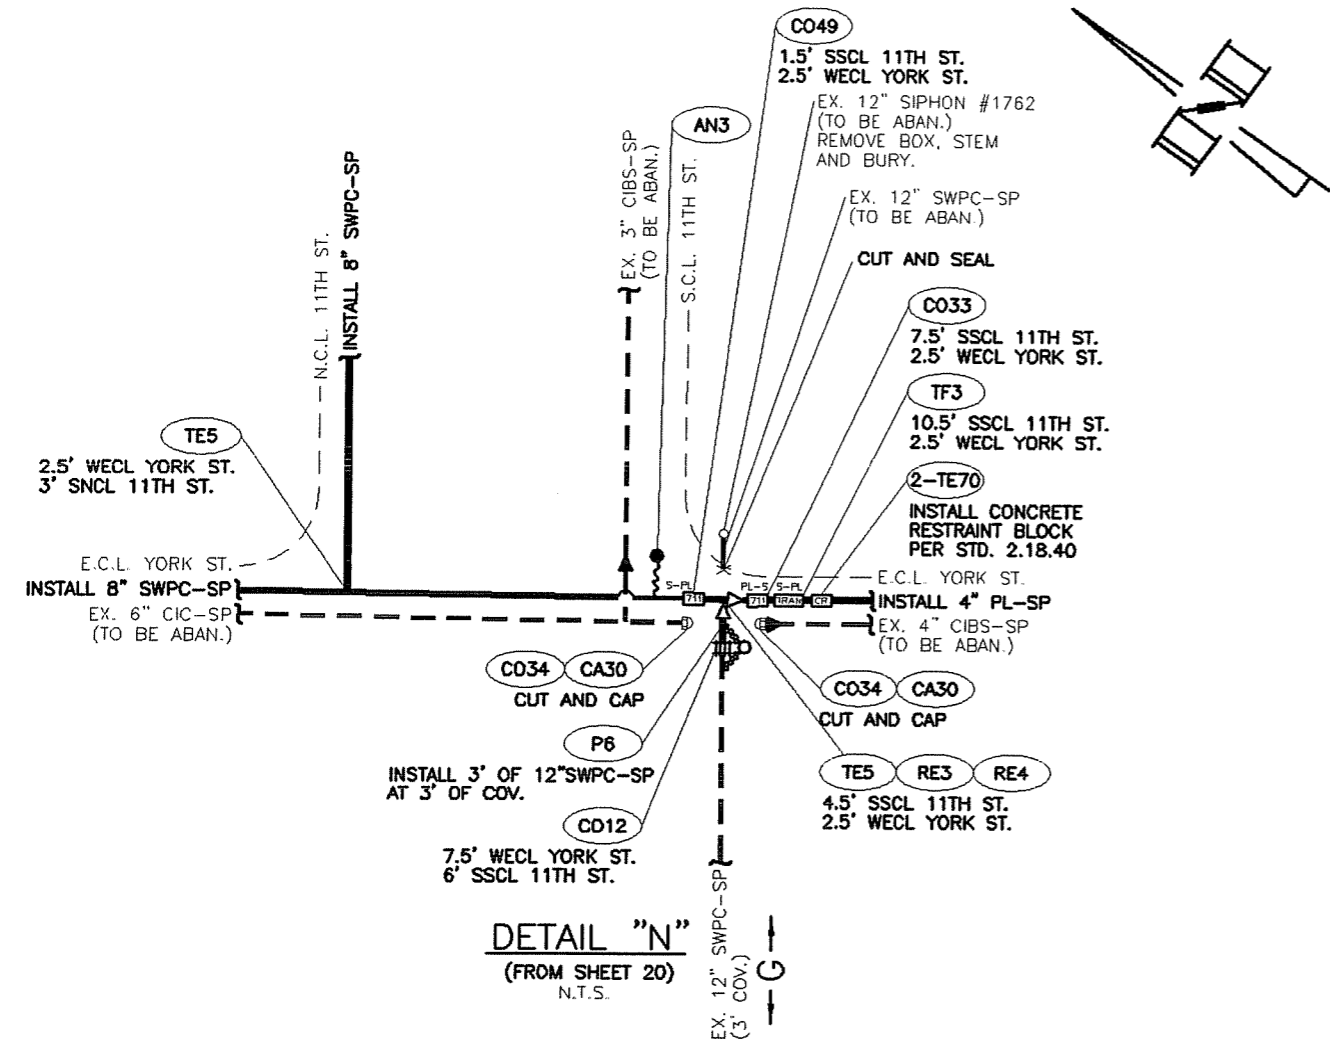 CO49
1.5' SSCL 11TH ST.
2.5' WECL YORK ST.
EX. 12" SIPHON #1762
(TO BE ABAN.)
REMOVE BOX, STEM
AND BURY.
AN3
EX. 12" SWPC-SP
(TO BE ABAN.)
CUT AND SEAL
N.C.L. 11TH ST.
INSTALL 8" SWPC-SP
EX. 3" CIBS-SP
(TO BE ABAN.)
S.C.L. 11TH ST.
CO33
7.5' SSCL 11TH ST.
2.5' WECL YORK ST.
TF3
10.5' SSCL 11TH ST.
2.5' WECL YORK ST.
2-TE70
INSTALL CONCRETE
RESTRAINT BLOCK
PER STD. 2.18.40
TE5
2.5' WECL YORK ST.
3' SNCL 11TH ST.
E.C.L. YORK ST.
INSTALL 8" SWPC-SP
EX. 6" CIC-SP
(TO BE ABAN.)
S-PL
711
PL-S
S-PL
711
TRAN
CR
E.C.L. YORK ST.
INSTALL 4" PL-SP
EX. 4" CIBS-SP
(TO BE ABAN.)
CO34
CA30
CUT AND CAP
CO34
CA30
CUT AND CAP
P6
INSTALL 3' OF 12"SWPC-SP
AT 3' OF COV.
TE5
RE3
RE4
4.5' SSCL 11TH ST.
2.5' WECL YORK ST.
CO12
7.5' WECL YORK ST.
6' SSCL 11TH ST.
EX. 12" SWPC-SP
(3' COV.)
G
DETAIL "N"
(FROM SHEET 20)
N.T.S.